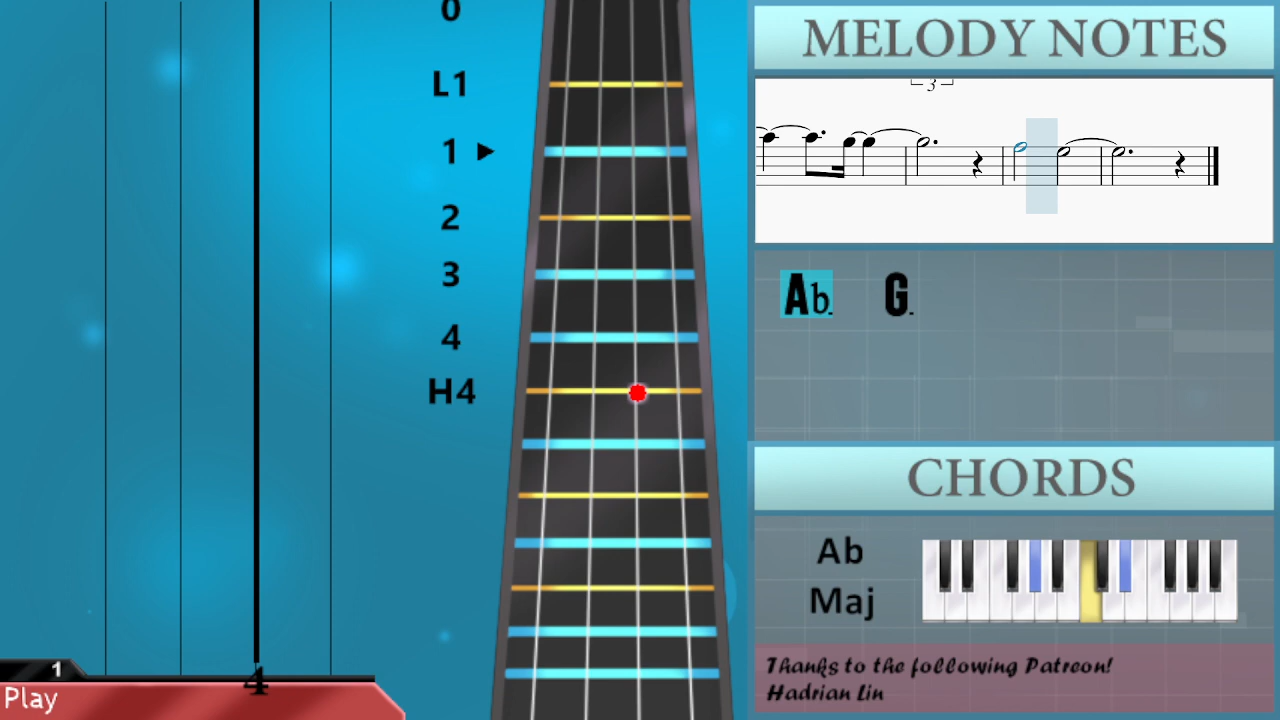 0
L1
1
2
3
4
H4
1
4
Play
MELODY NOTES
3
Ab.
G.
CHORDS
Ab
Maj
Thanks to the following Patreon!
Hadrian Lin